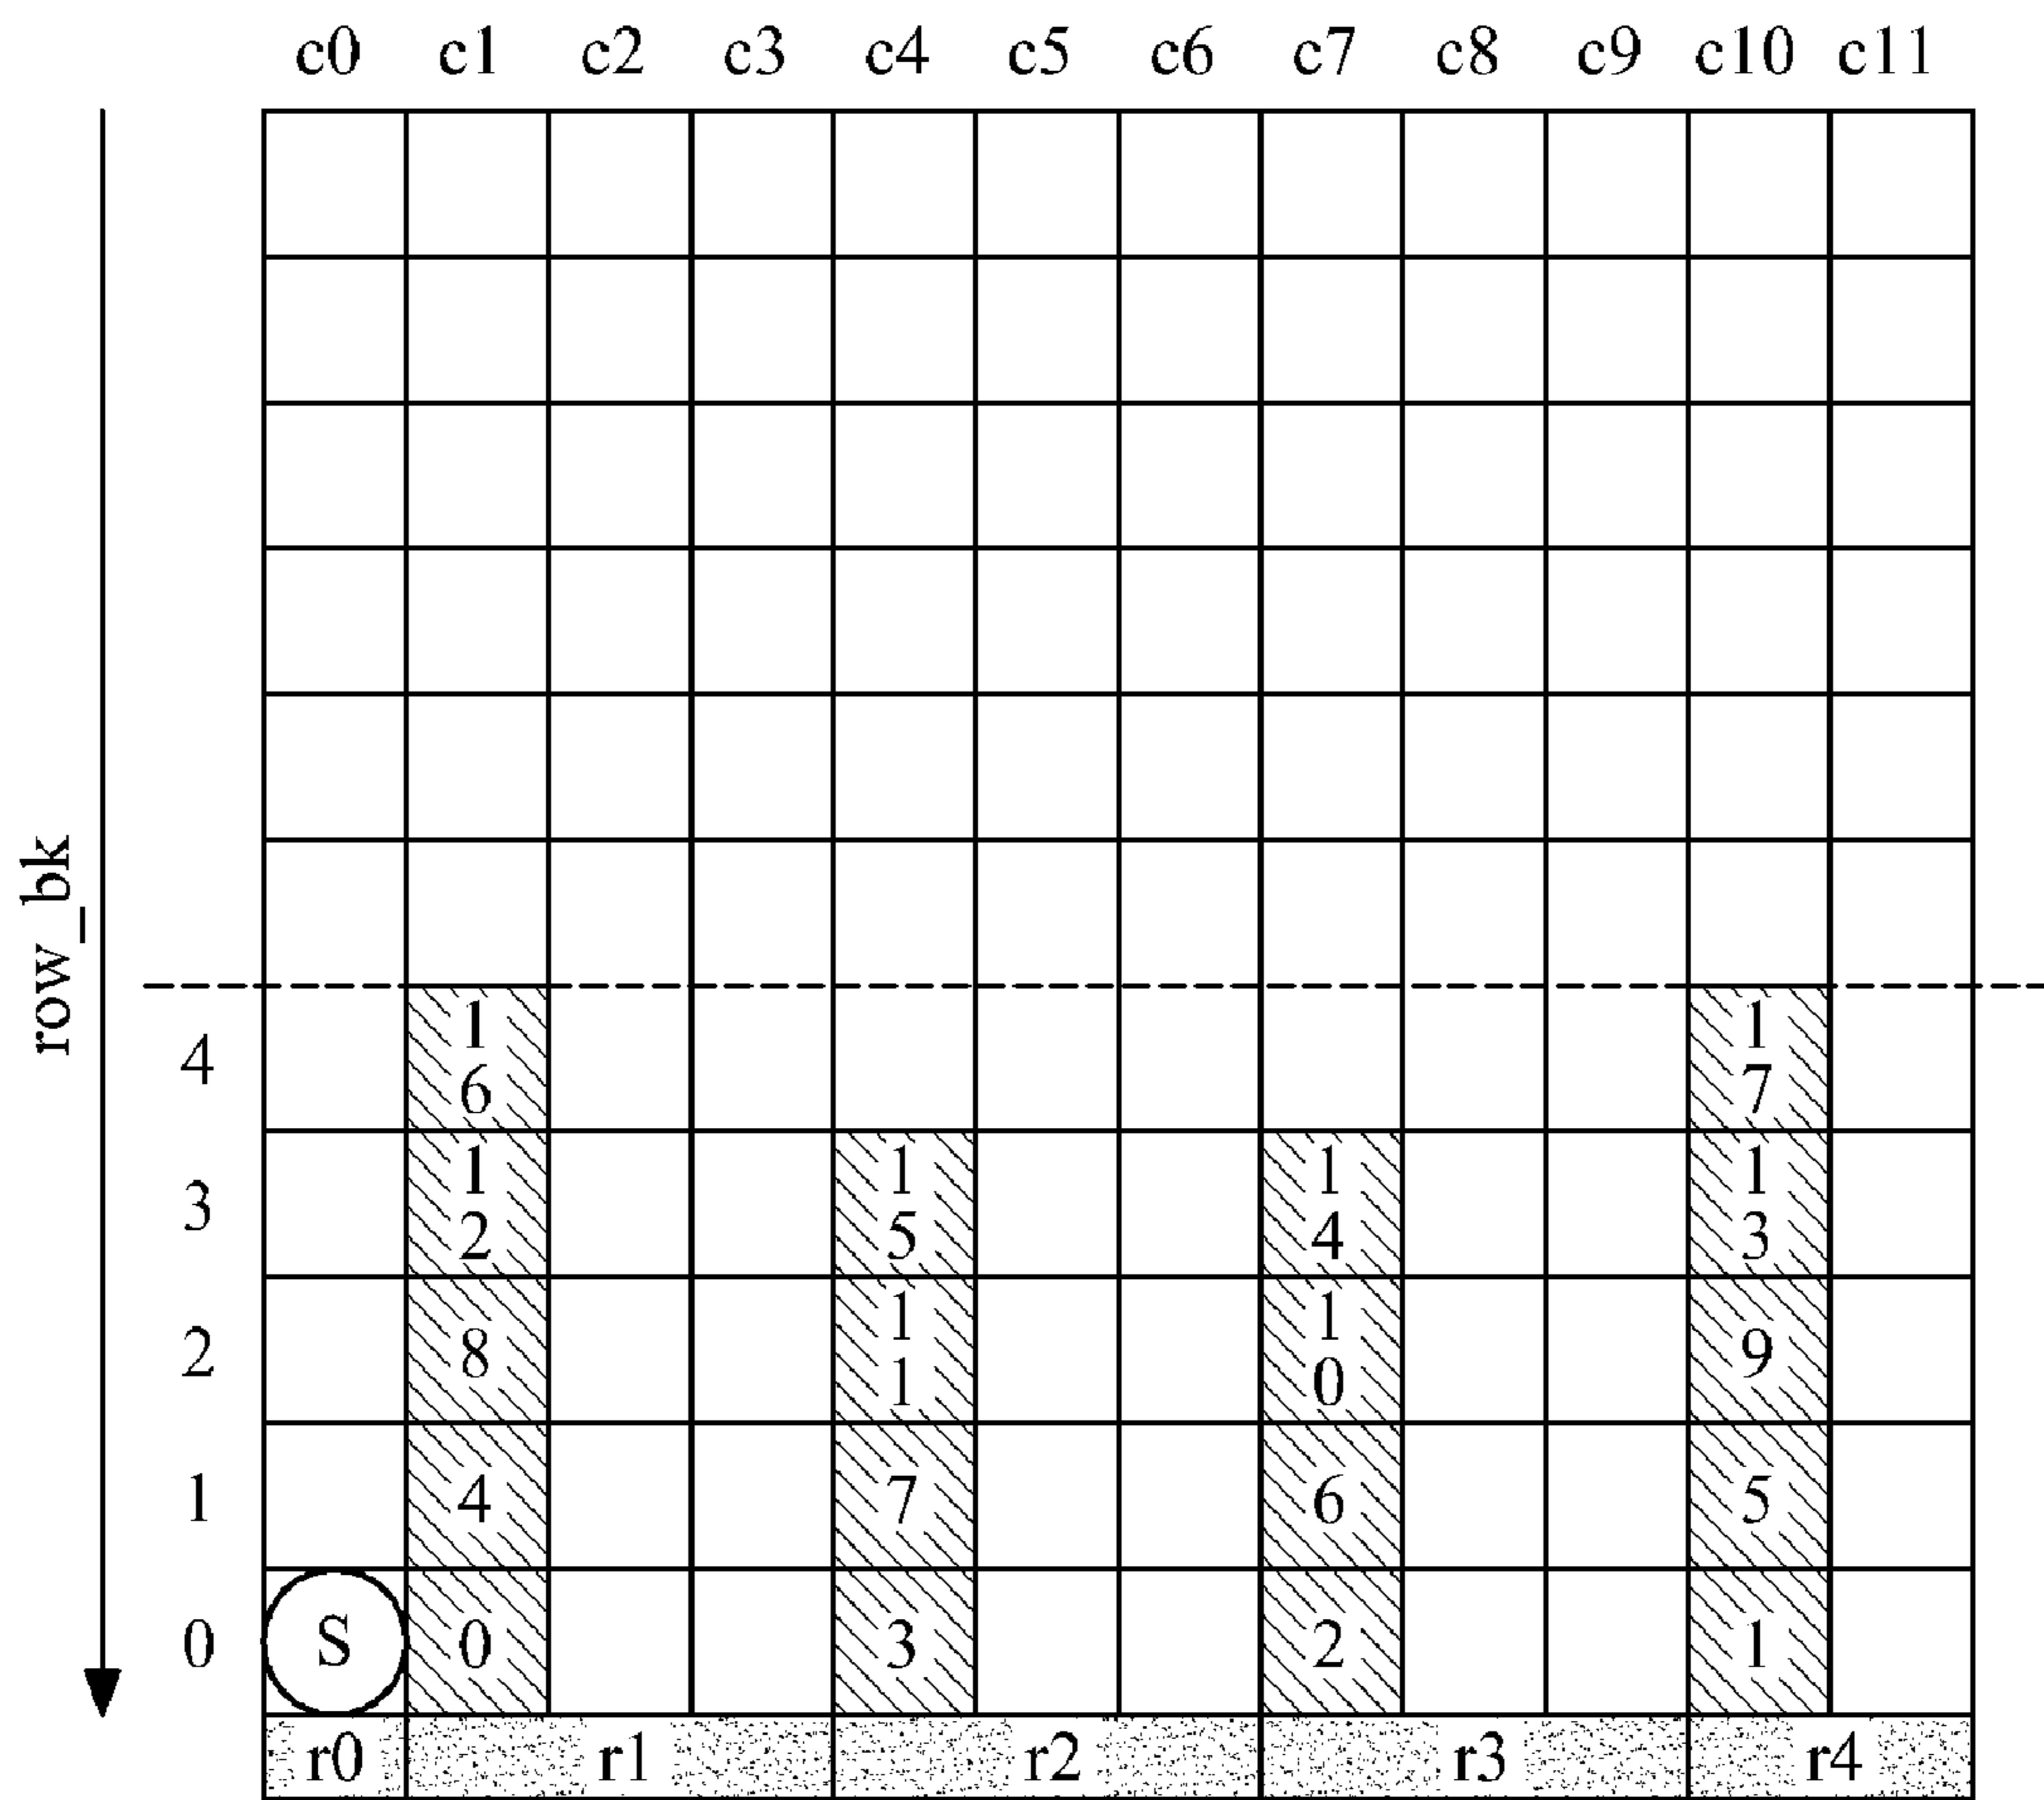 c0 c1 c2 c3 c4 c5 c6 c7 c8 c9 c10 c11
row_bk
4 16 17
3 12 15 14 13
2 8 11 10 9
1 4 7 6 5
0 S 0 3 2 1
r0 r1 r2 r3 r4